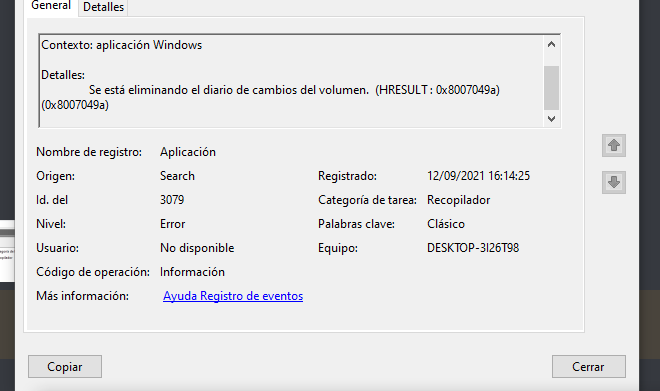 General Detalles
Contexto: aplicación Windows
Detalles:
Se está eliminando el diario de cambios del volumen. (HRESULT : 0x8007049a)
(0x8007049a)
Nombre de registro: Aplicación
Origen: Search Registrado: 12/09/2021 16:14:25
Id. del 3079 Categoría de tarea: Recopilador
Nivel: Error Palabras clave: Clásico
Usuario: No disponible Equipo: DESKTOP-3I26T98
Código de operación: Información
Más información: Ayuda Registro de eventos
Copiar Cerrar